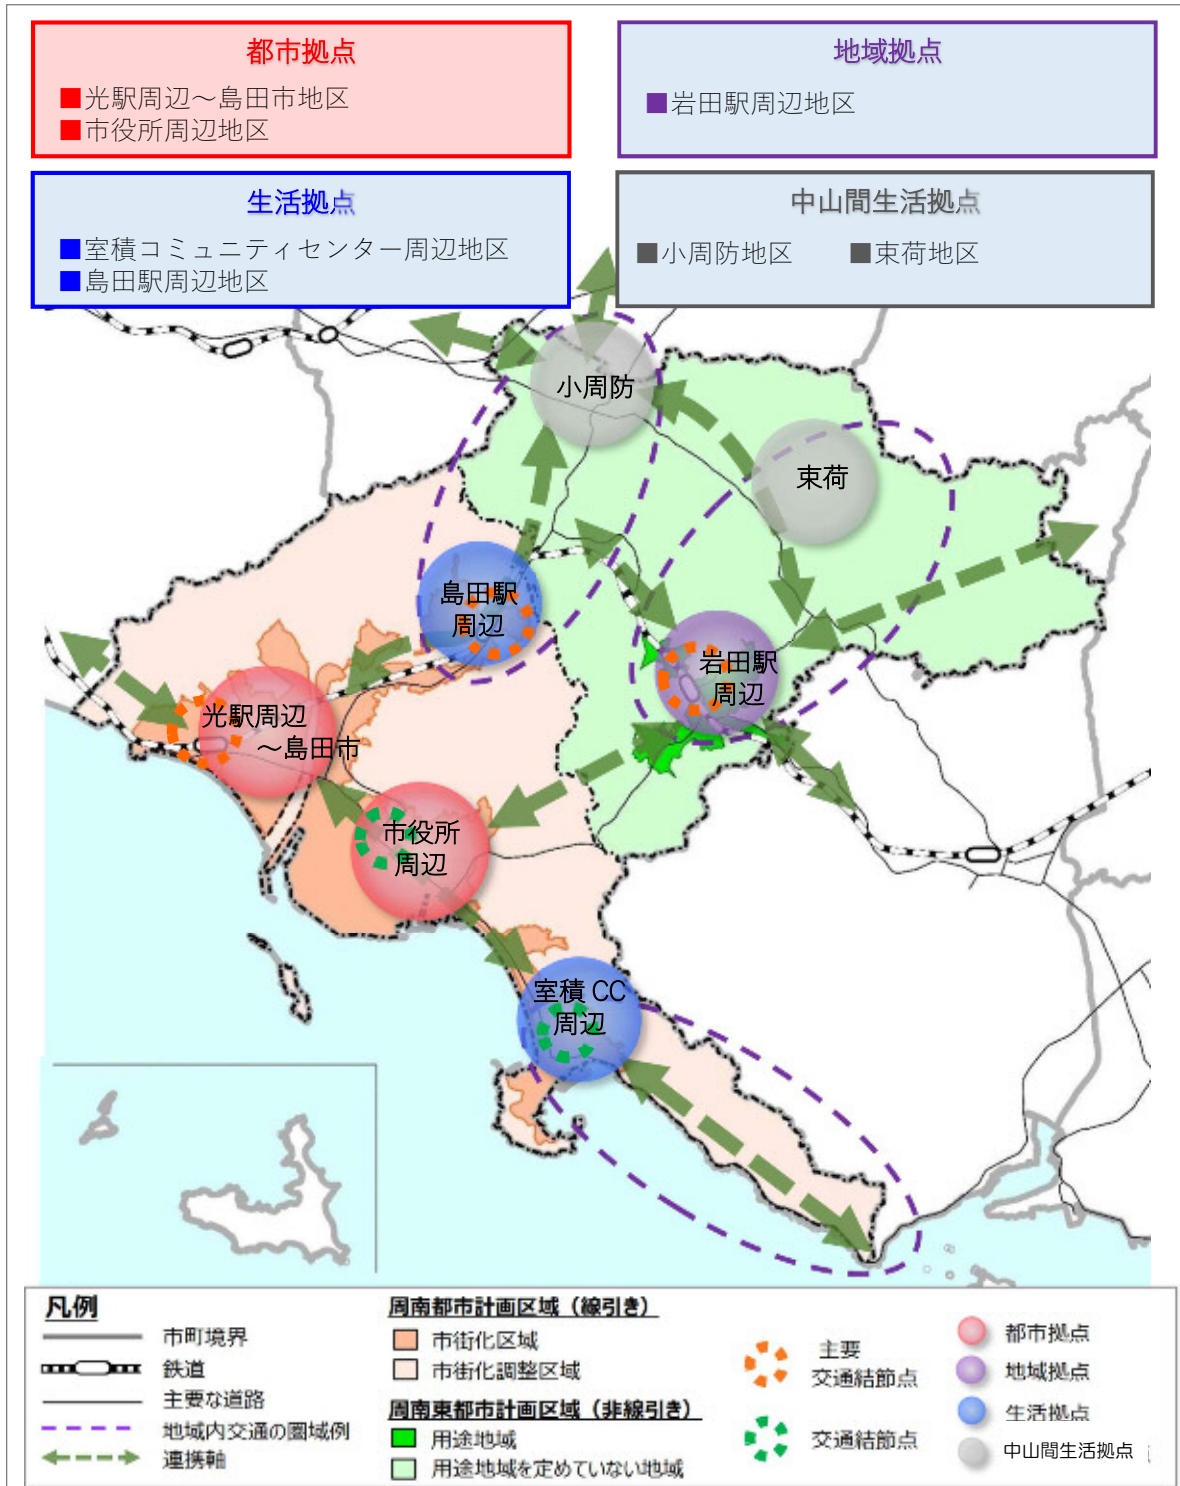 都市拠点
■光駅周辺～島田市地区
■市役所周辺地区
地域拠点
■岩田駅周辺地区
生活拠点
■室積コミュニティセンター周辺地区
■島田駅周辺地区
中山間生活拠点
■小周防地区 ■束荷地区
小周防
束荷
島田駅
周辺
岩田駅
周辺
光駅周辺
～島田市
市役所
周辺
室積 CC
周辺
凡例
市町境界
鉄道
主要な道路
地域内交通の圏域例
連携軸
周南都市計画区域（線引き）
市街化区域
市街化調整区域
周南東都市計画区域（非線引き）
用途地域
用途地域を定めていない地域
主要
交通結節点
交通結節点
都市拠点
地域拠点
生活拠点
中山間生活拠点